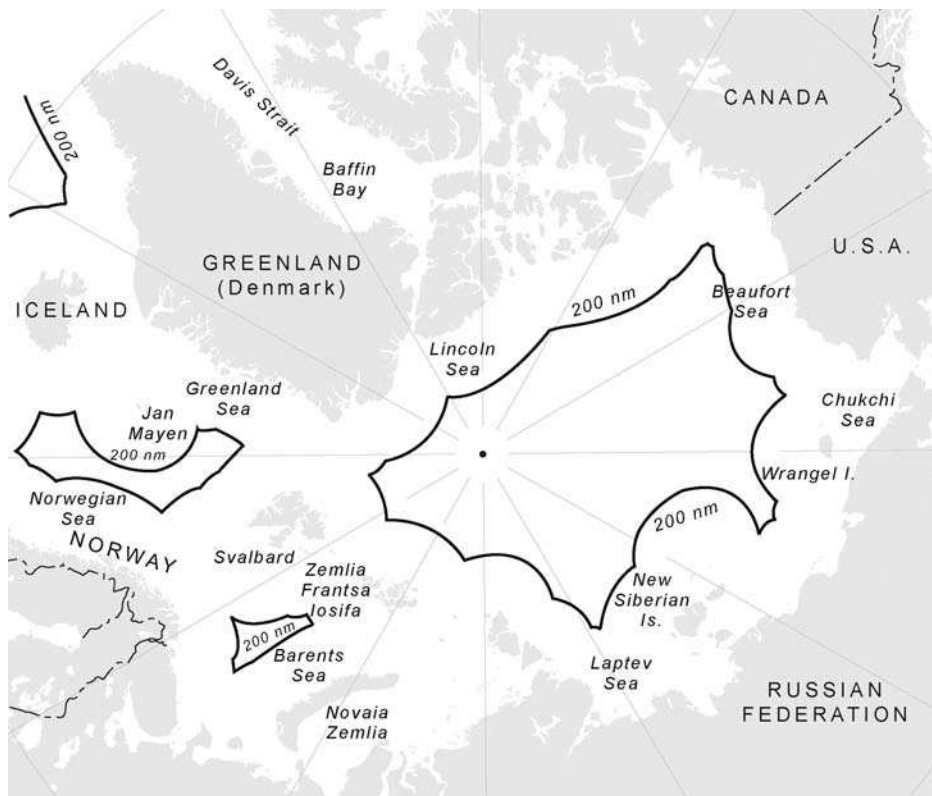 Davis Strait
CANADA
200 nm
Baffin
Bay
U.S.A.
GREENLAND
(Denmark)
ICELAND
200 nm
Beaufort
Sea
Lincoln
Sea
Greenland
Sea
Jan
Mayen
200 nm
Chukchi
Sea
Wrangel I.
Norwegian
Sea
200 nm
NORWAY
Svalbard
Zemlia
Frantsa
Iosifa
New
Siberian
Is.
200 nm
Barents
Sea
Laptev
Sea
Novaia
Zemlia
RUSSIAN
FEDERATION